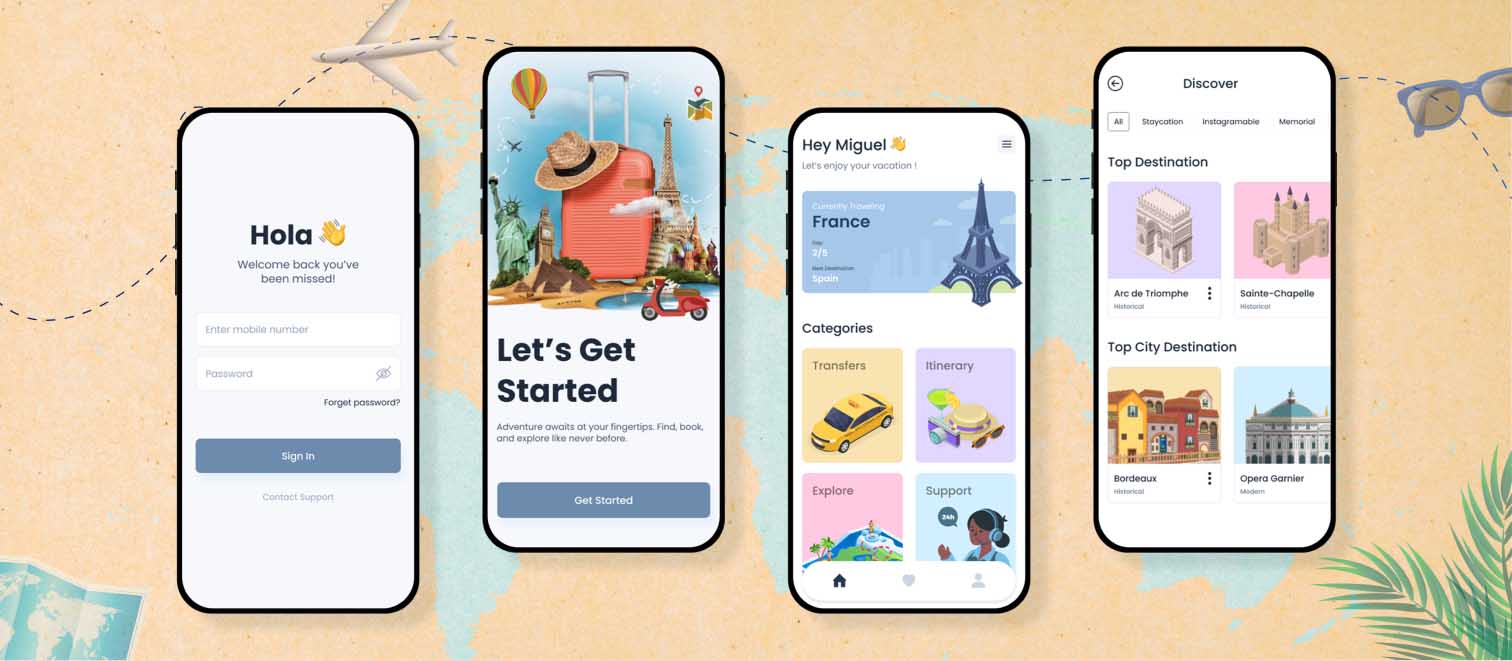 Hola
Welcome back you've
been missed!
Enter mobile number
Password
Forget password?
Sign In
Contact Support
Let's Get
Started
Adventure awaits at your fingertips. Find, book,
and explore like never before.
Get Started
Hey Miguel
Let's enjoy your vacation !
Currently Traveling
France
Day
2/5
Next Destination
Spain
Categories
Transfers
Itinerary
Explore
Support
24h
Discover
All
Staycation
Instagramable
Memorial
Top Destination
Arc de Triomphe
Historical
Sainte-Chapelle
Historical
Top City Destination
Bordeaux
Historical
Opera Garnier
Modern